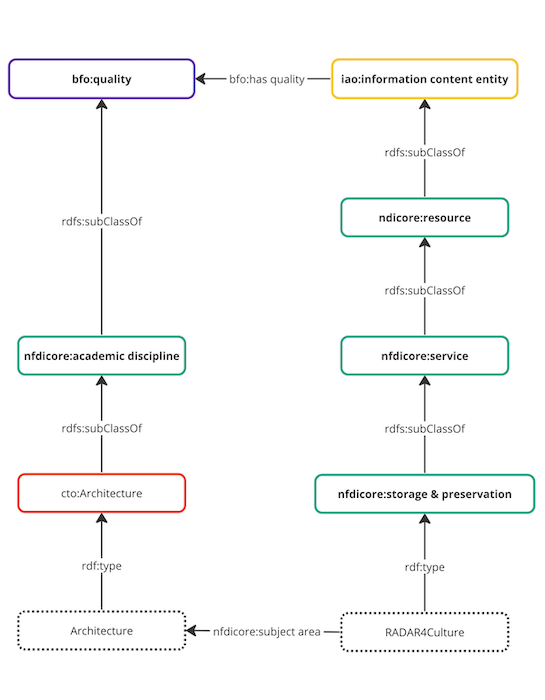 bfo:quality
bfo:has quality
iao:information content entity
rdfs:subClassOf
ndicore:resource
rdfs:subClassOf
rdfs:subClassOf
nfdicore:academic discipline
nfdicore:service
rdfs:subClassOf
rdfs:subClassOf
cto:Architecture
nfdicore:storage & preservation
rdf:type
rdf:type
Architecture
nfdicore:subject area
RADAR4Culture